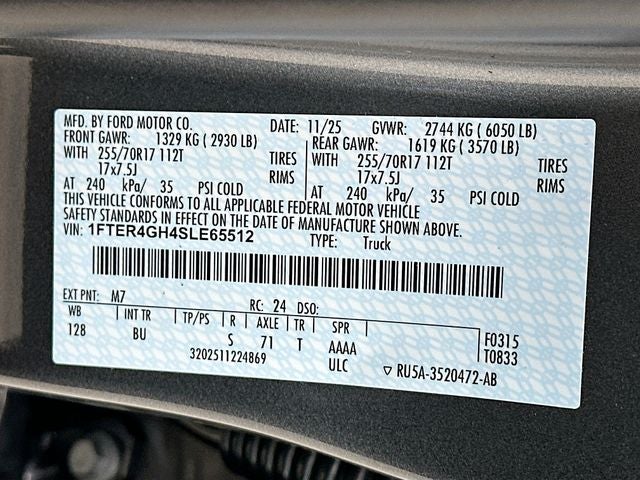 MFD. BY FORD MOTOR CO. DATE: 11/25 GVWR: 2744 KG ( 6050 LB)
FRONT GAWR: 1329 KG ( 2930 LB) REAR GAWR: 1619 KG ( 3570 LB)
WITH 255/70R17 112T TIRES WITH 255/70R17 112T TIRES
17x7.5J RIMS 17x7.5J RIMS
AT 240 kPa/ 35 PSI COLD AT 240 kPa/ 35 PSI COLD
THIS VEHICLE CONFORMS TO ALL APPLICABLE FEDERAL MOTOR VEHICLE
SAFETY STANDARDS IN EFFECT ON THE DATE OF MANUFACTURE SHOWN ABOVE.
VIN: 1FTER4GH4SLE65512 TYPE: Truck
EXT PNT: M7 RC: 24 DSO:
WB INT TR TP/PS R AXLE TR SPR F0315
128 BU S 71 T AAAA T0833
3202511224869 ULC ▽ RU5A-3520472-AB